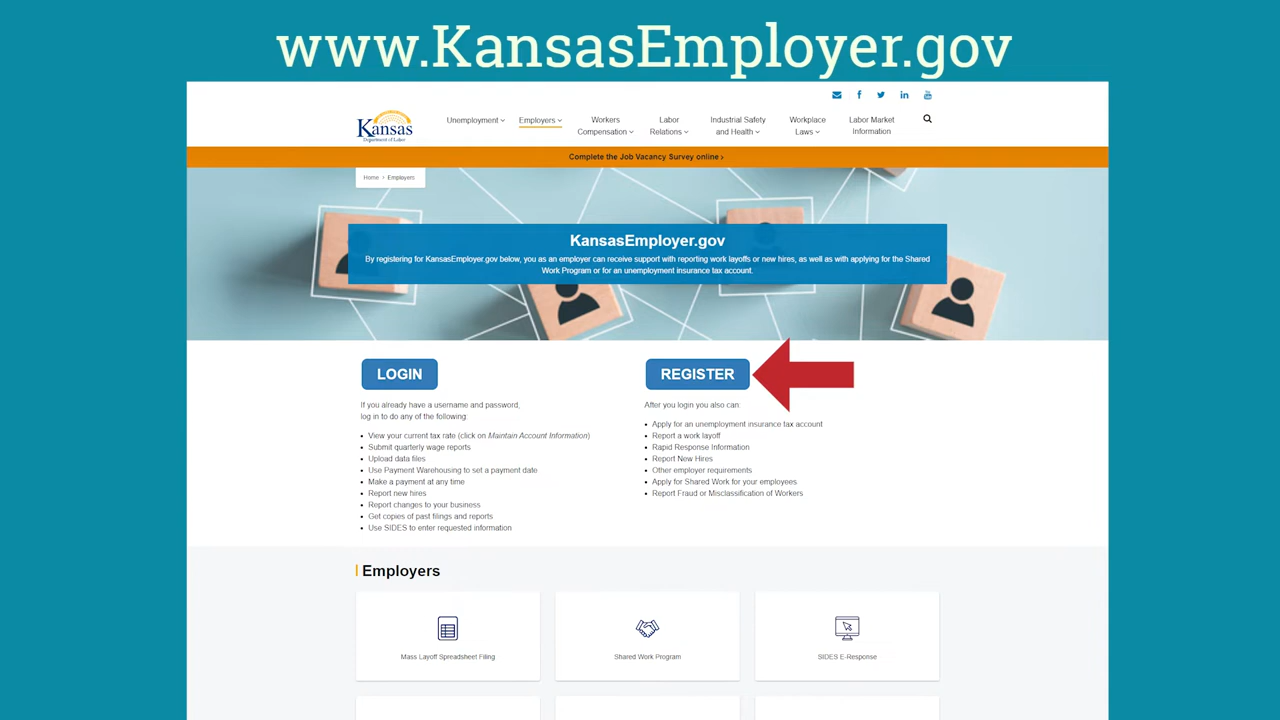 www.KansasEmployer.gov
Kansas
Department of Labor
Unemployment
Employers
Workers
Compensation
Labor
Relations
Industrial Safety
and Health
Workplace
Laws
Labor Market
Information
Complete the Job Vacancy Survey online ›
Home › Employers
KansasEmployer.gov
By registering for KansasEmployer.gov below, you as an employer can receive support with reporting work layoffs or new hires, as well as with applying for the Shared
Work Program or for an unemployment insurance tax account.
LOGIN
If you already have a username and password,
log in to do any of the following:
• View your current tax rate (click on Maintain Account Information)
• Submit quarterly wage reports
• Upload data files
• Use Payment Warehousing to set a payment date
• Make a payment at any time
• Report new hires
• Report changes to your business
• Get copies of past filings and reports
• Use SIDES to enter requested information
REGISTER
After you login you also can:
• Apply for an unemployment insurance tax account
• Report a work layoff
• Rapid Response Information
• Report New Hires
• Other employer requirements
• Apply for Shared Work for your employees.
• Report Fraud or Misclassification of Workers
Employers
Mass Layoff Spreadsheet Filing
Shared Work Program
SIDES E-Response